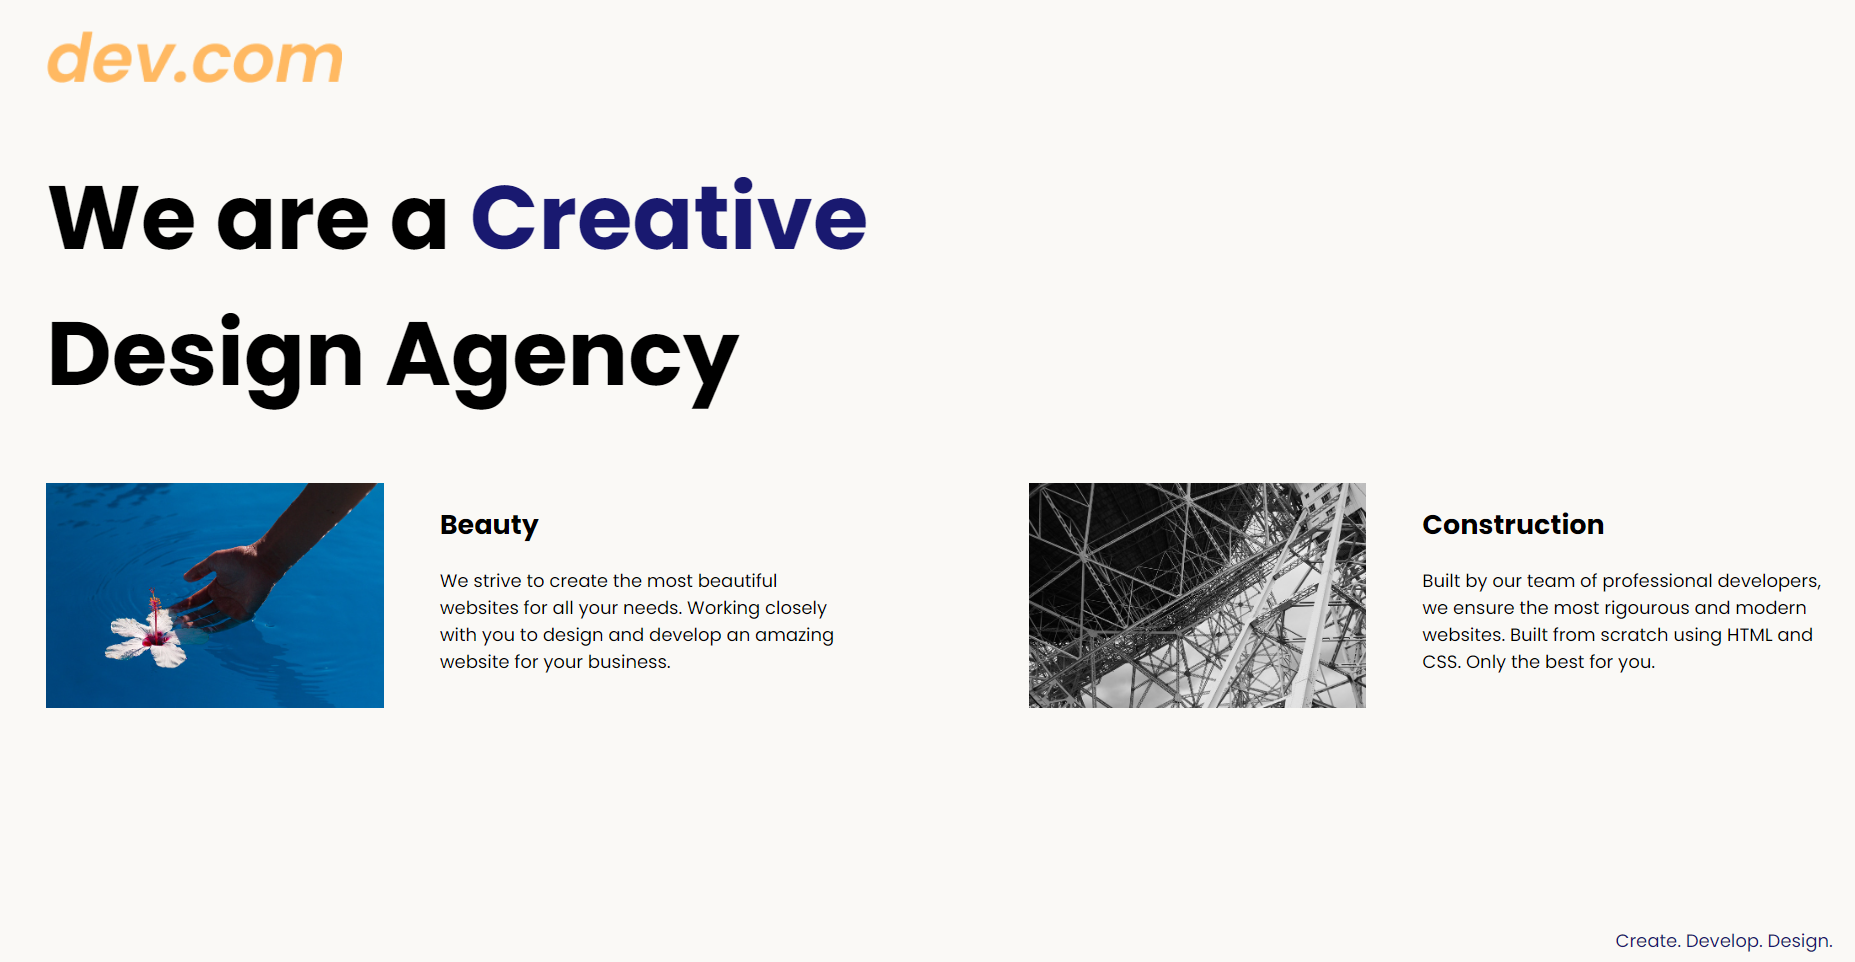 dev.com
We are a Creative
Design Agency
Beauty
We strive to create the most beautiful
websites for all your needs. Working closely
with you to design and develop an amazing
website for your business.
Construction
Built by our team of professional developers,
we ensure the most rigourous and modern
websites. Built from scratch using HTML and
CSS. Only the best for you.
Create. Develop. Design.